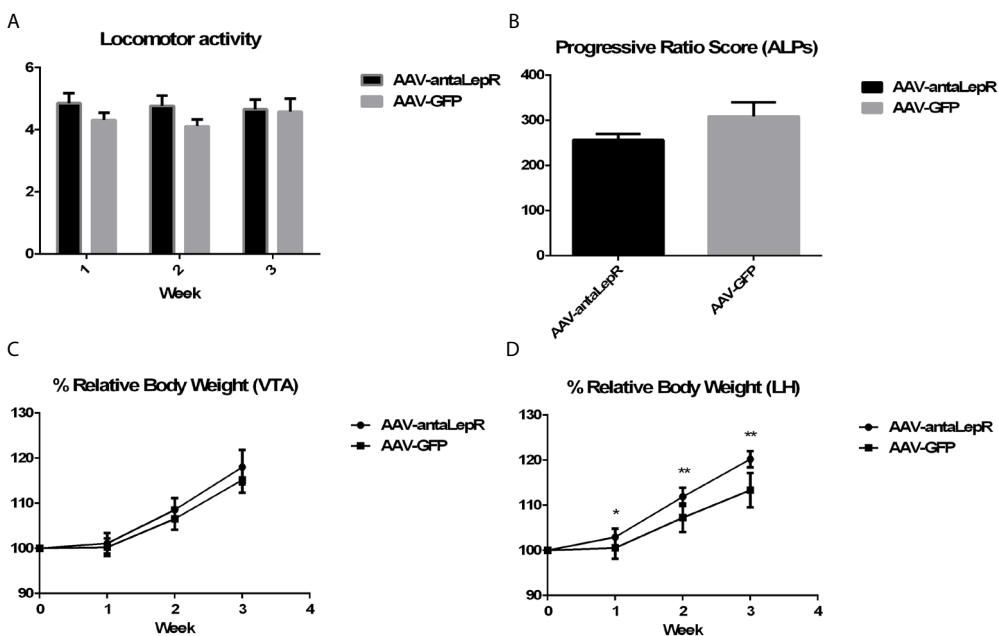 A
Locomotor activity
6
4
2
0
1
2
3
Week
AAV-antaLepR
AAV-GFP
B
Progressive Ratio Score (ALPs)
400
300
200
100
0
AAV-antaLepR
AAV-GFP
AAV-antaLepR
AAV-GFP
C
% Relative Body Weight (VTA)
130
120
110
100
90
0
1
2
3
4
Week
AAV-antaLepR
AAV-GFP
D
% Relative Body Weight (LH)
130
120
110
100
90
*
**
**
0
1
2
3
4
Week
AAV-antaLepR
AAV-GFP